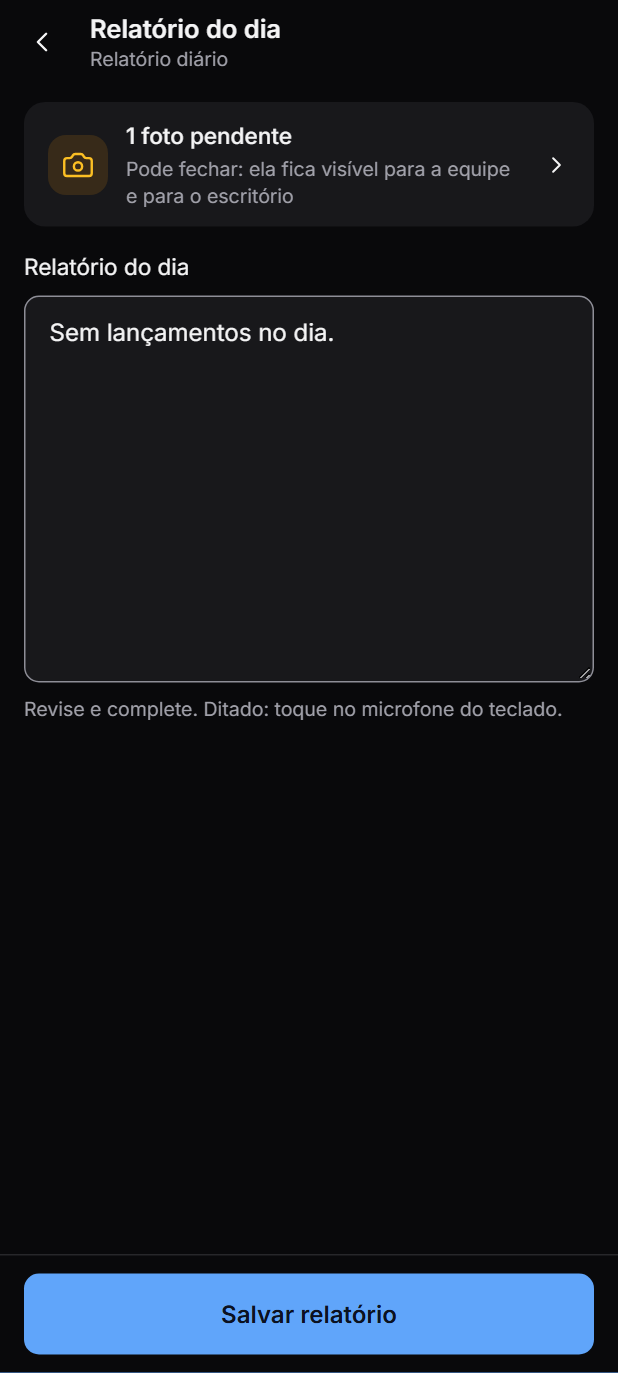 Relatório do dia
Relatório diário
1 foto pendente
Pode fechar: ela fica visível para a equipe
e para o escritório
Relatório do dia
Sem lançamentos no dia.
Revise e complete. Ditado: toque no microfone do teclado.
Salvar relatório